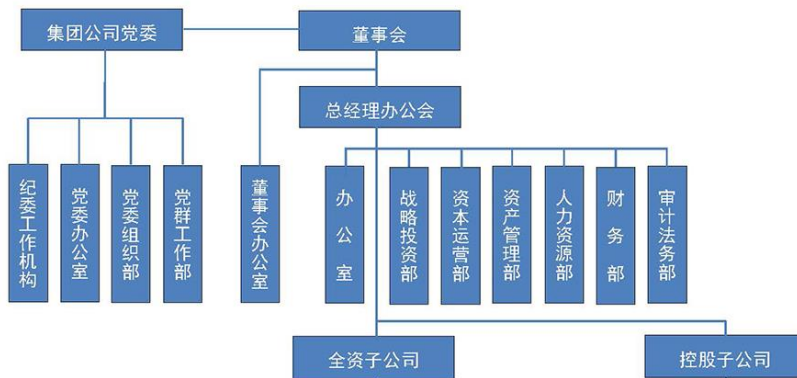 集团公司党委
董事会
总经理办公会
纪委工作机构
党委办公室
党委组织部
党群工作部
董事会办公室
办公室
战略投资部
资本运营部
资产管理部
人力资源部
财务部
审计法务部
全资子公司
控股子公司